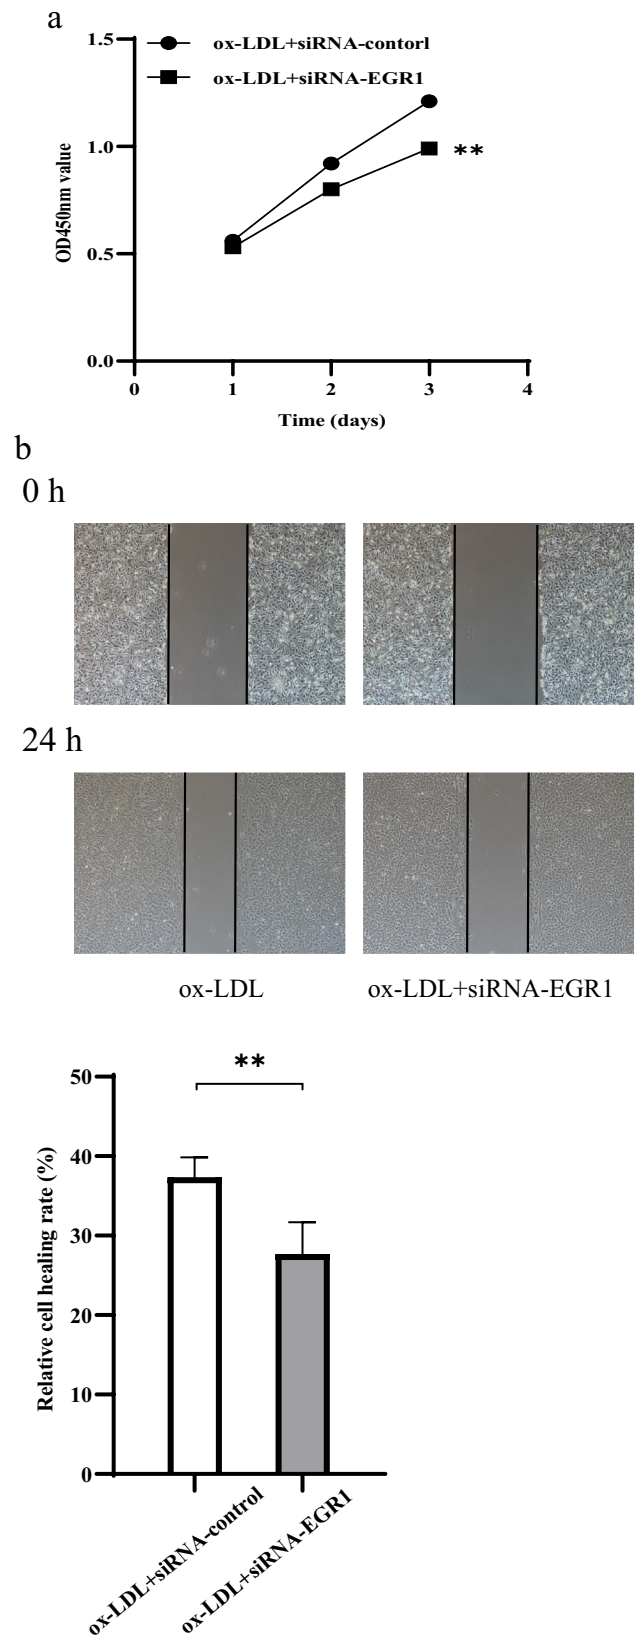 a
1.5
ox-LDL+siRNA-contorl
ox-LDL+siRNA-EGR1
1.0
**
OD450nm value
0.5
0.0
0 1 2 3 4
Time (days)
b
0 h
24 h
ox-LDL ox-LDL+siRNA-EGR1
**
50
40
30
20
10
0
Relative cell healing rate (%)
ox-LDL+siRNA-control
ox-LDL+siRNA-EGR1